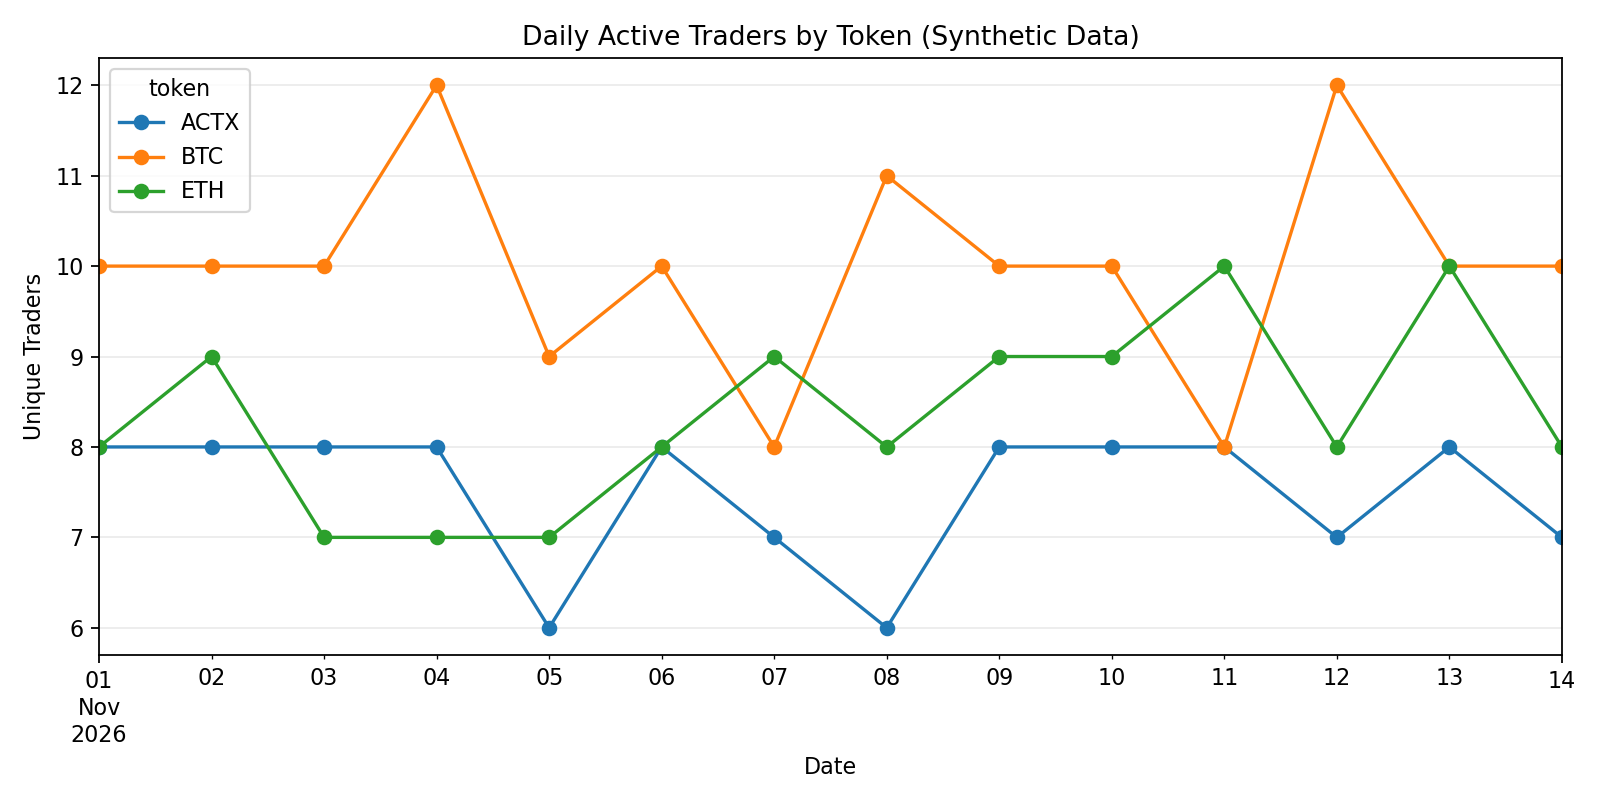 Daily Active Traders by Token (Synthetic Data)
token
ACTX
BTC
ETH
Unique Traders
12
11
10
9
8
7
6
01 02 03 04 05 06 07 08 09 10 11 12 13 14
Nov
2026
Date